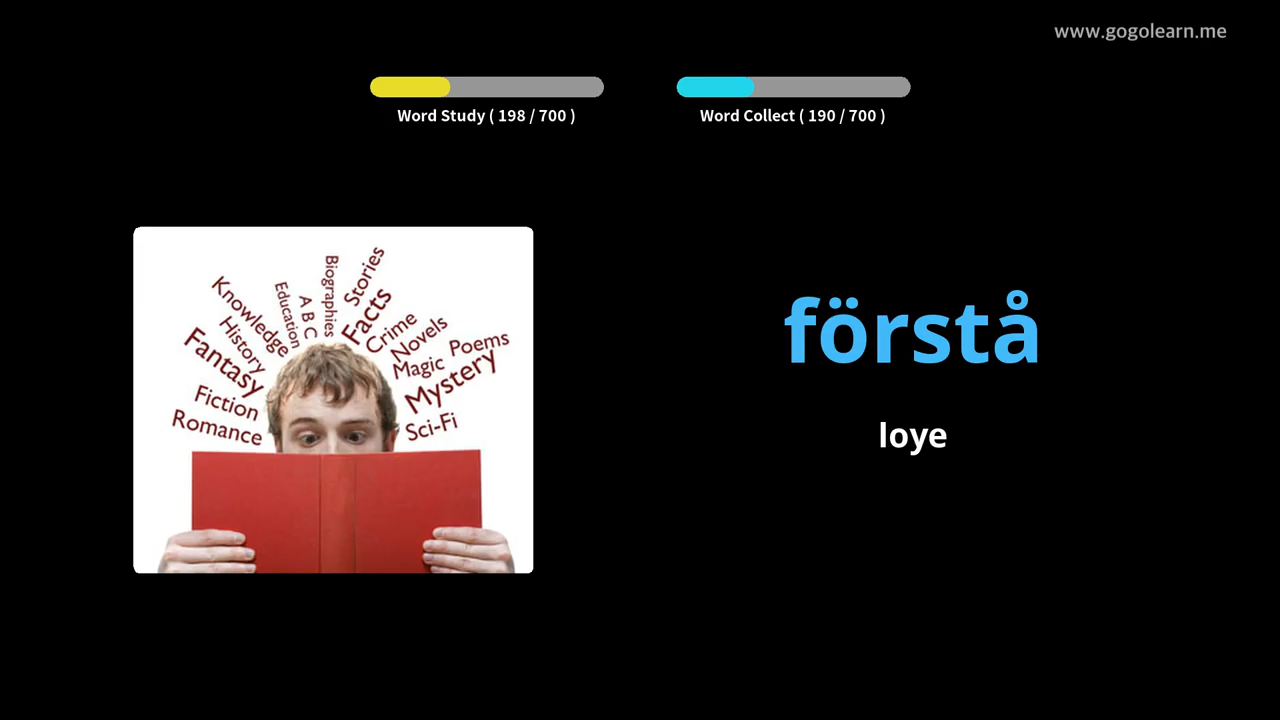 www.gogolearn.me
Word Study ( 198 / 700 )
Word Collect ( 190 / 700 )
Biographies
Stories
Knowledge
Education
A B C
Facts
Crime
History
Novels
Poems
Fantasy
Magic
Mystery
Fiction
Romance
Sci-Fi
förstå
loye